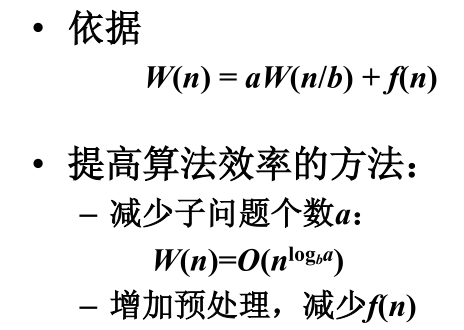 • 依据
W(n) = aW(n/b) + f(n)
• 提高算法效率的方法：
– 减少子问题个数a：
W(n)=O(n^{log_b a})
– 增加预处理，减少f(n)